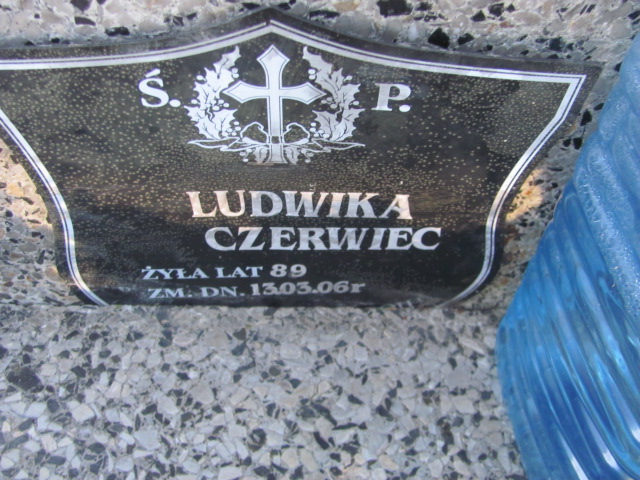 Ś. P.
LUDWIKA
CZERWIEC
ŻYŁA LAT 89
ZM. DN. 13.03.06r